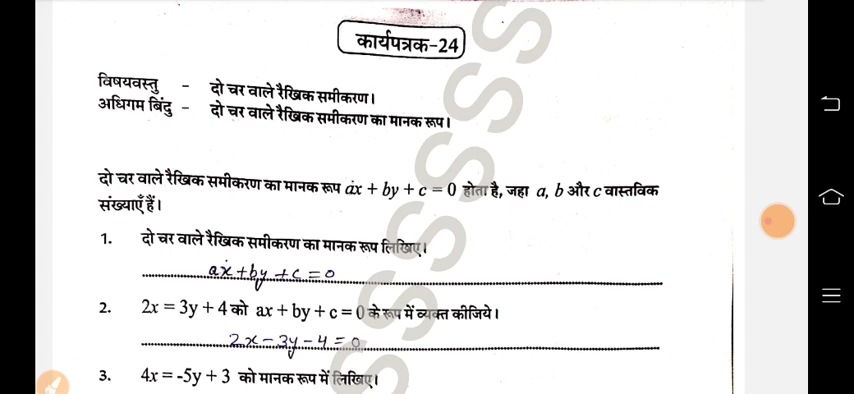 कार्यपत्रक-24
विषयवस्तु - दो चर वाले रैखिक समीकरण।
अधिगम बिंदु - दो चर वाले रैखिक समीकरण का मानक रूप।
दो चर वाले रैखिक समीकरण का मानक रूप ax + by + c = 0 होता है, जहा a, b और c वास्तविक
संख्याएँ हैं।
1. दो चर वाले रैखिक समीकरण का मानक रूप लिखिए।
ax+by+c=0
2. 2x = 3y + 4 को ax + by + c = 0 के रूप में व्यक्त कीजिये।
2x-3y-4=0
3. 4x = -5y + 3 को मानक रूप में लिखिए।
SSSSSS